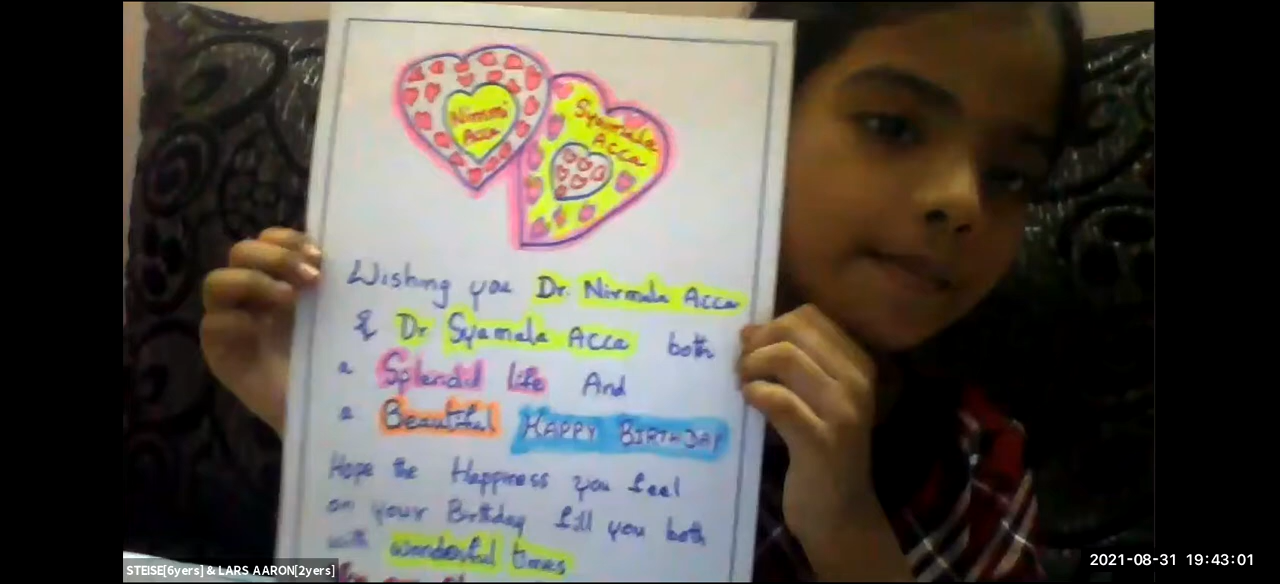 Nimmi
Acca
Syamala
Acca
Wishing you Dr. Nirmala Acca
& Dr Syamala Acca both
a Splendid life And
a Beautiful HAPPY BIRTHDAY
Hope the Happiness you feel
on your Birthday fill you both
with wonderful times
STEISE[6yers] & LARS AARON[2yers]
2021-08-31 19:43:01